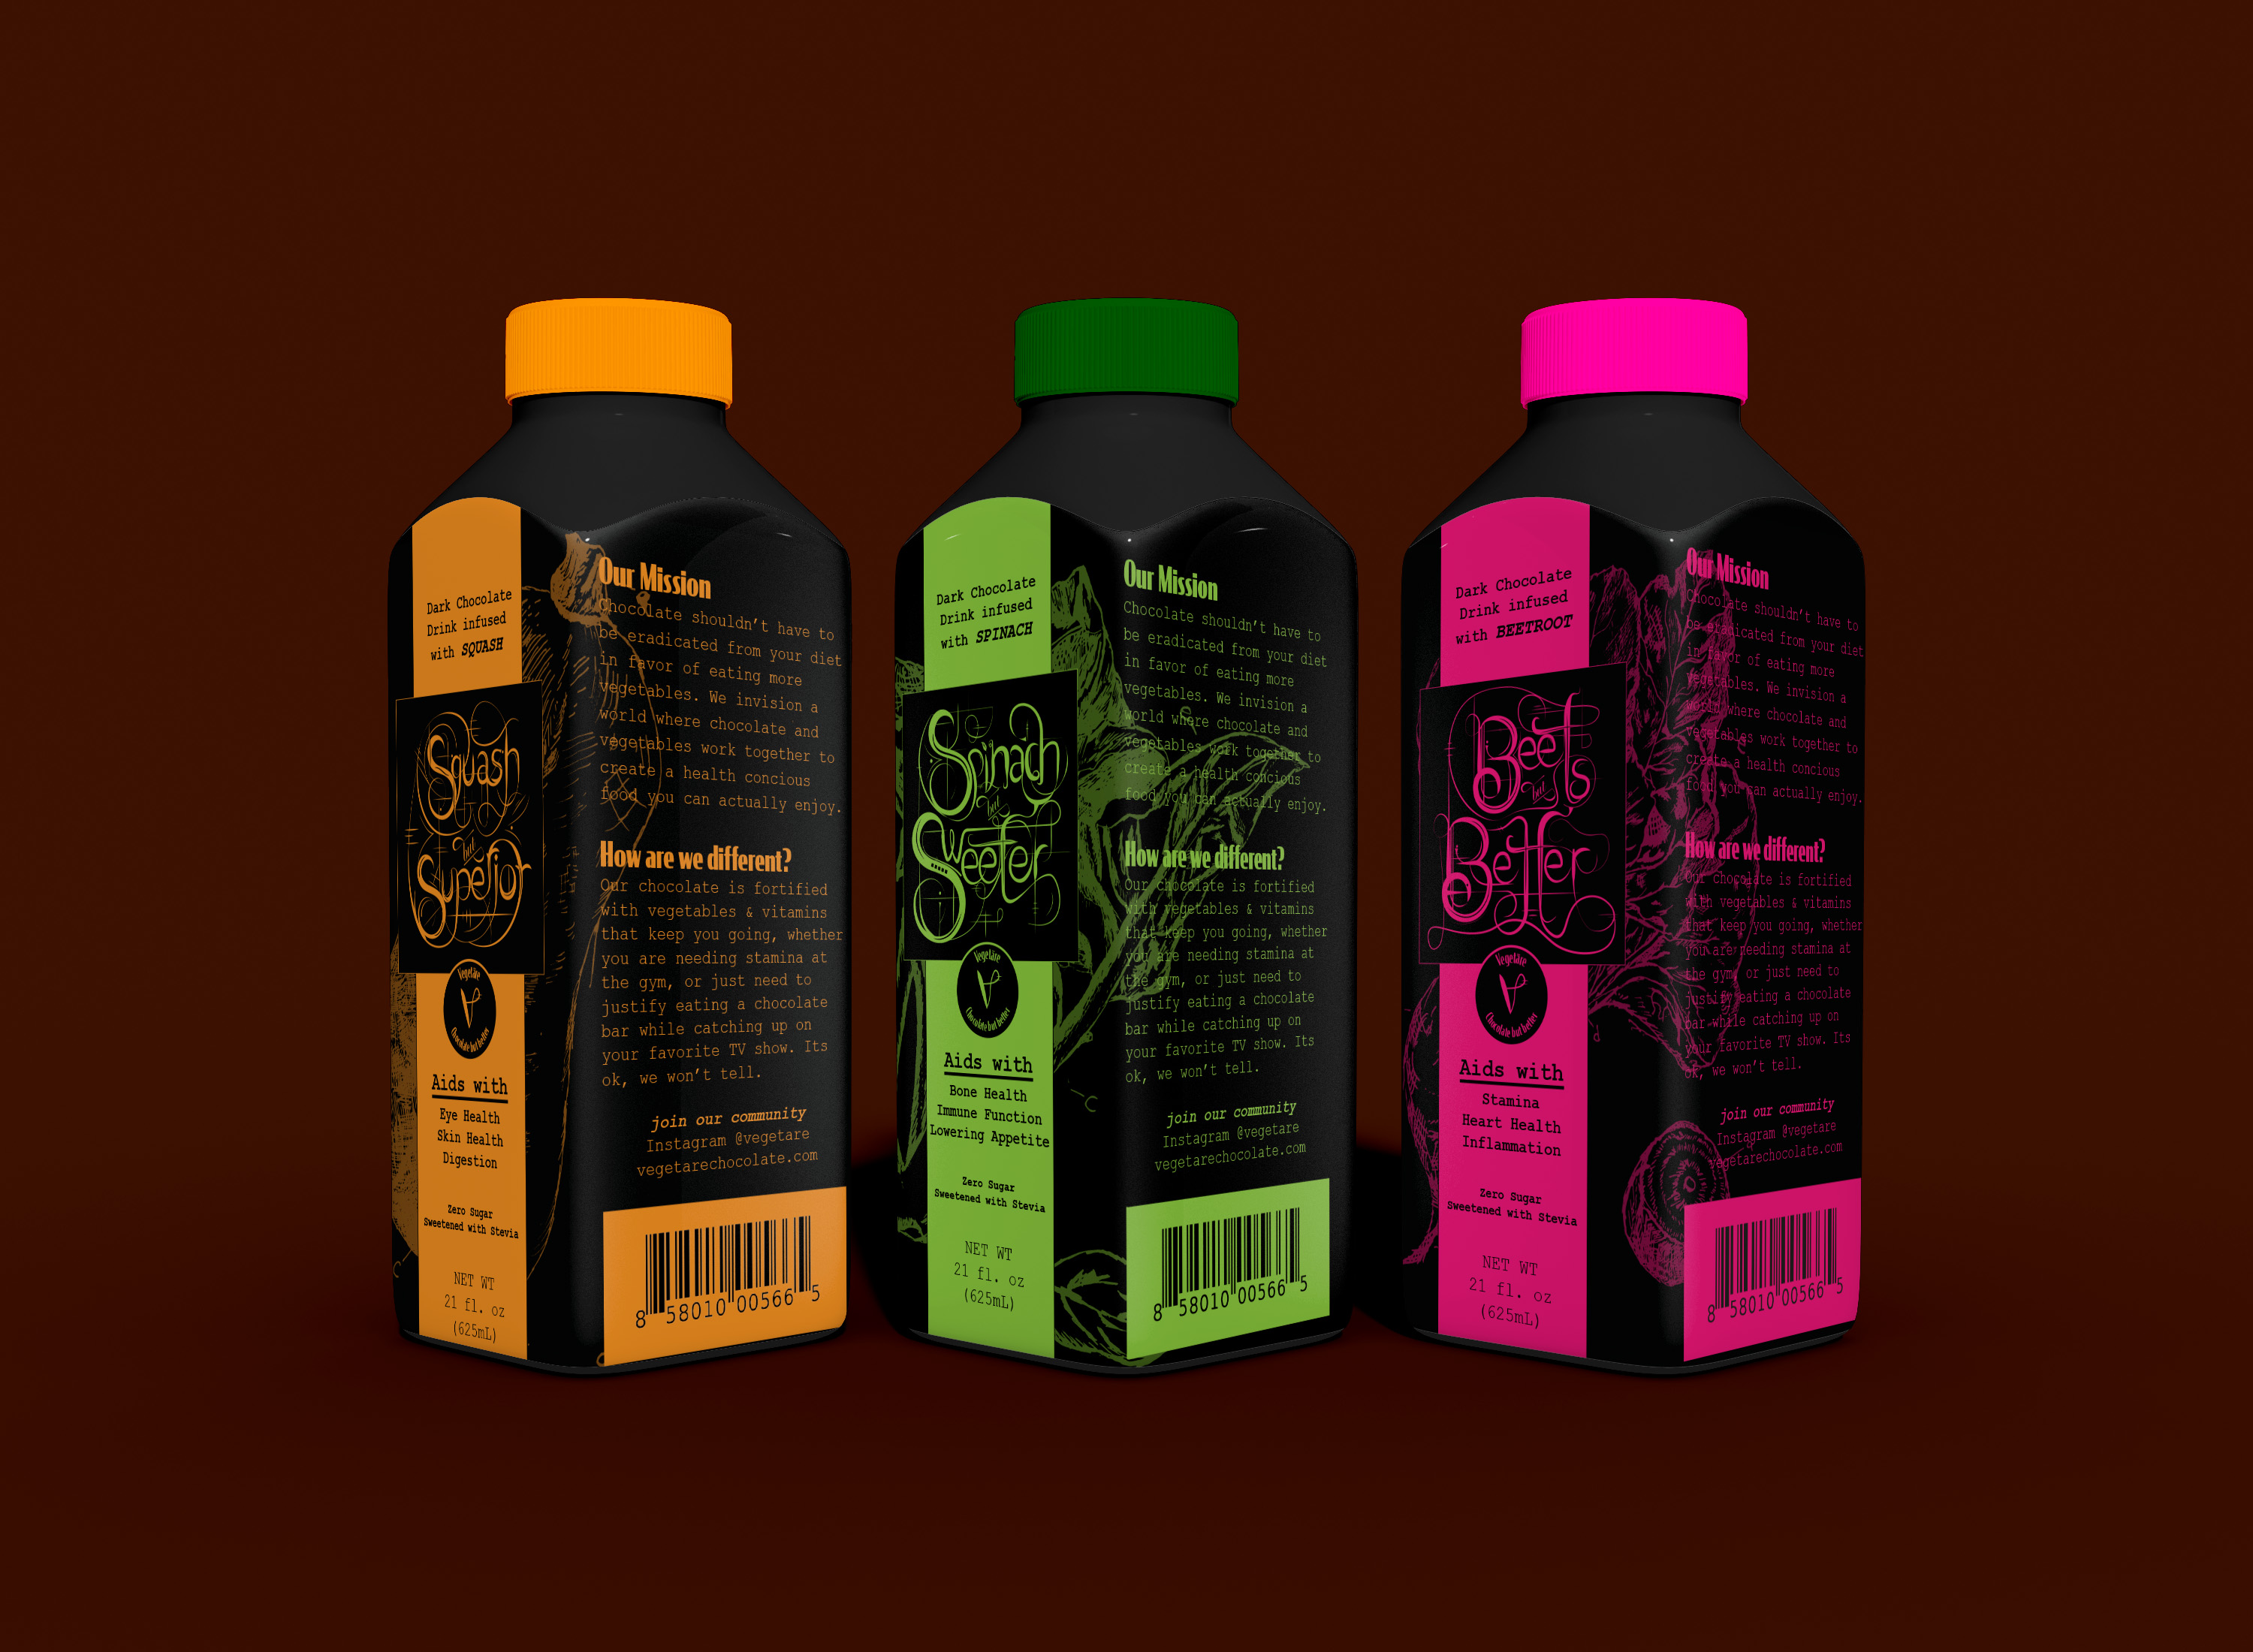 Dark Chocolate
Drink infused
with SQUASH
Squash
but
Superior
Vegetare
V
Chocolate but better
Aids with
Eye Health
Skin Health
Digestion
Zero Sugar
Sweetened with Stevia
NET WT
21 fl. oz
(625mL)
Our Mission
Chocolate shouldn't have to
be eradicated from your diet
in favor of eating more
vegetables. We invision a
world where chocolate and
vegetables work together to
create a health concious
food you can actually enjoy.
How are we different?
Our chocolate is fortified
with vegetables & vitamins
that keep you going, whether
you are needing stamina at
the gym, or just need to
justify eating a chocolate
bar while catching up on
your favorite TV show. Its
ok, we won't tell.
join our community
Instagram @vegetare
vegetarechocolate.com
8 58010 00566 5
Dark Chocolate
Drink infused
with SPINACH
Spinach
but
Sweeter
Vegetare
V
Chocolate but better
Aids with
Bone Health
Immune Function
Lowering Appetite
Zero Sugar
Sweetened with Stevia
NET WT
21 fl. oz
(625mL)
Our Mission
Chocolate shouldn't have to
be eradicated from your diet
in favor of eating more
vegetables. We invision a
world where chocolate and
vegetables work together to
create a health concious
food you can actually enjoy.
How are we different?
Our chocolate is fortified
with vegetables & vitamins
that keep you going, whether
you are needing stamina at
the gym, or just need to
justify eating a chocolate
bar while catching up on
your favorite TV show. Its
ok, we won't tell.
join our community
Instagram @vegetare
vegetarechocolate.com
8 58010 00566 5
Dark Chocolate
Drink infused
with BEETROOT
Beets
but
Better
Vegetare
V
Chocolate but better
Aids with
Stamina
Heart Health
Inflammation
Zero Sugar
Sweetened with Stevia
NET WT
21 fl. oz
(625mL)
Our Mission
Chocolate shouldn't have to
be eradicated from your diet
in favor of eating more
vegetables. We invision a
world where chocolate and
vegetables work together to
create a health concious
food you can actually enjoy.
How are we different?
Our chocolate is fortified
with vegetables & vitamins
that keep you going, whether
you are needing stamina at
the gym, or just need to
justify eating a chocolate
bar while catching up on
your favorite TV show. Its
ok, we won't tell.
join our community
Instagram @vegetare
vegetarechocolate.com
8 58010 00566 5